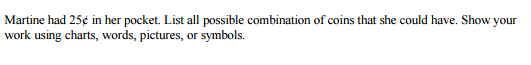 Martine had 25¢ in her pocket. List all possible combination of coins that she could have. Show your
work using charts, words, pictures, or symbols.